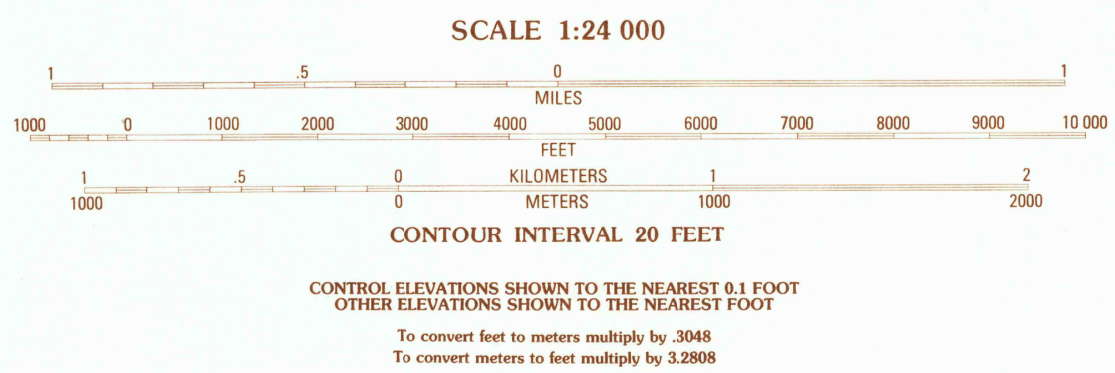 SCALE 1:24 000
1 .5 0 1
MILES
1000 0 1000 2000 3000 4000 5000 6000 7000 8000 9000 10 000
FEET
1 .5 0 KILOMETERS 1 2
1000 0 METERS 1000 2000
CONTOUR INTERVAL 20 FEET
CONTROL ELEVATIONS SHOWN TO THE NEAREST 0.1 FOOT
OTHER ELEVATIONS SHOWN TO THE NEAREST FOOT
To convert feet to meters multiply by .3048
To convert meters to feet multiply by 3.2808